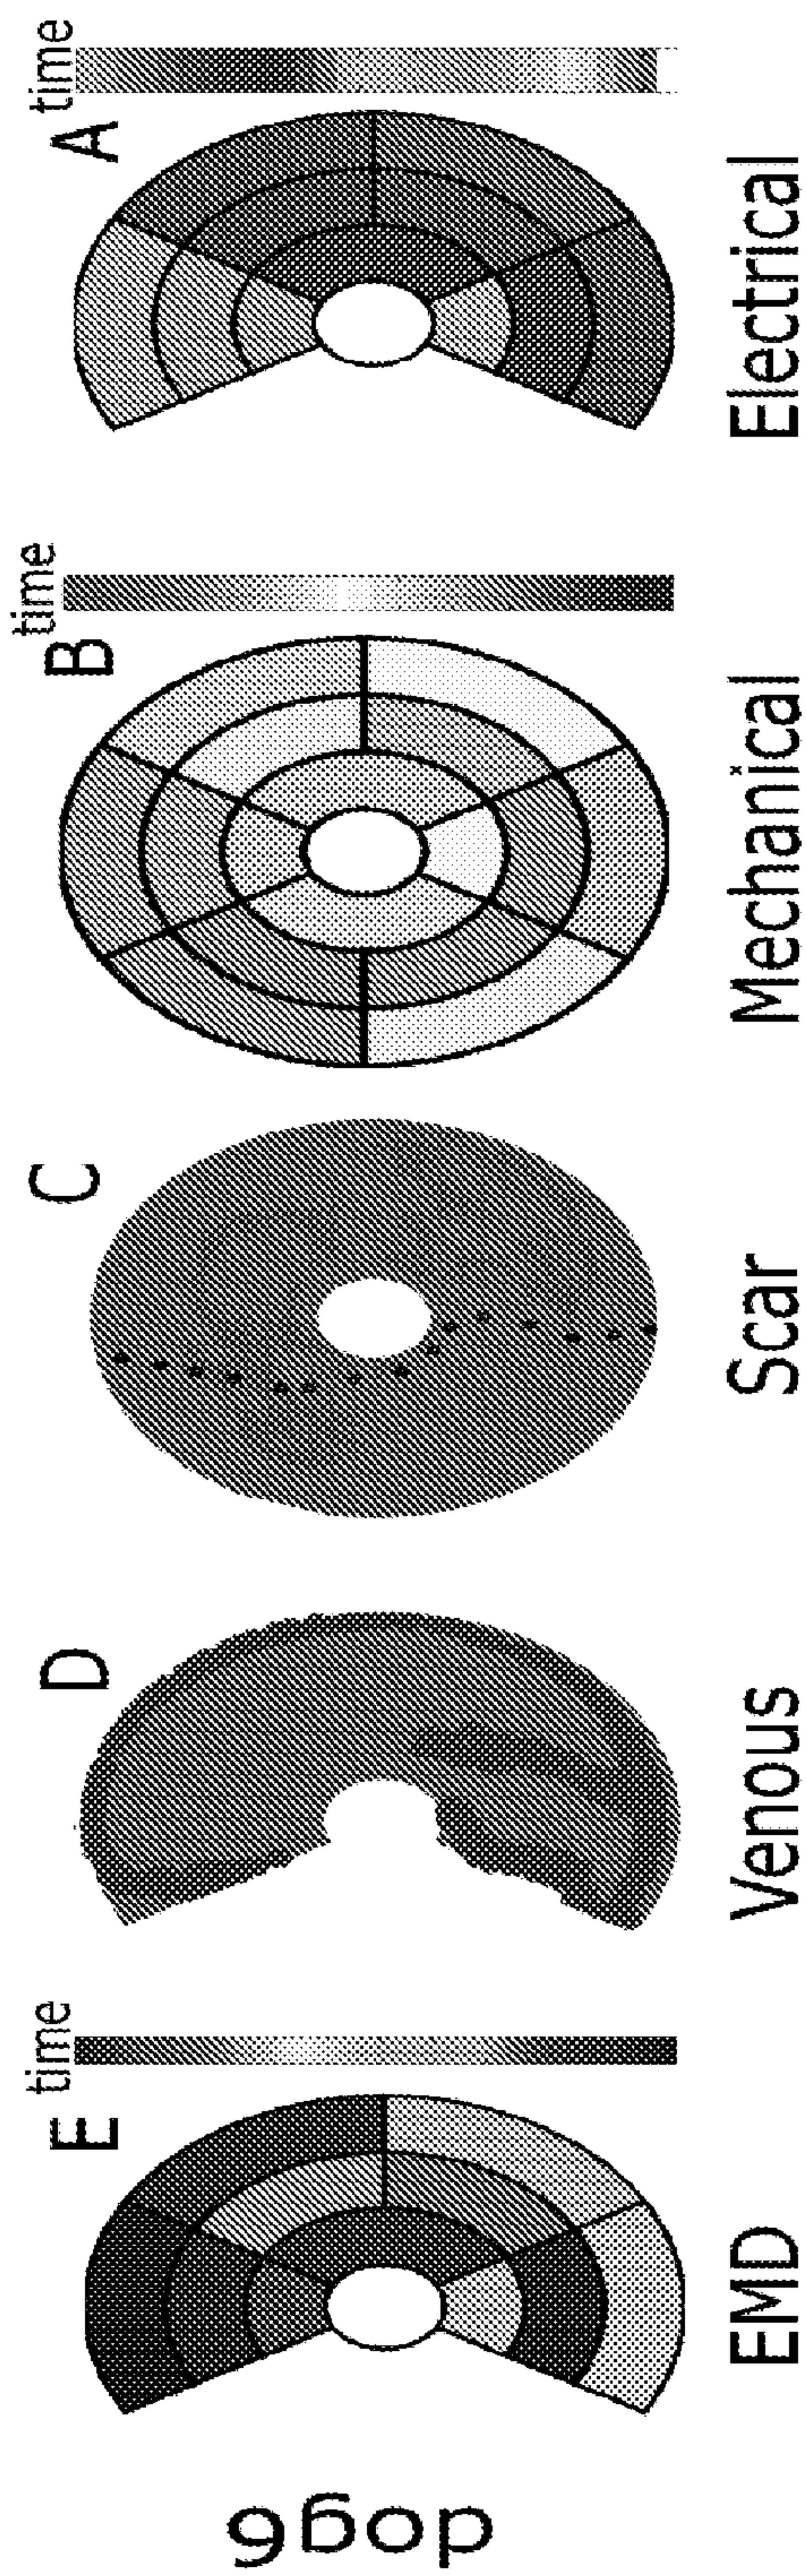 dog6
E time
D
C
B time
A time
EMD
Venous
Scar
Mechanical
Electrical